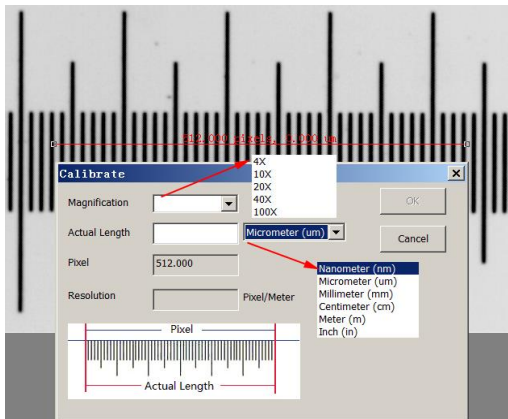 512.000 pixels, 0.000 um
Calibrate
Magnification
4X
10X
20X
40X
100X
OK
Actual Length
Micrometer (um)
Cancel
Pixel
512.000
Nanometer (nm)
Micrometer (um)
Millimeter (mm)
Centimeter (cm)
Meter (m)
Inch (in)
Resolution
Pixel/Meter
Pixel
Actual Length